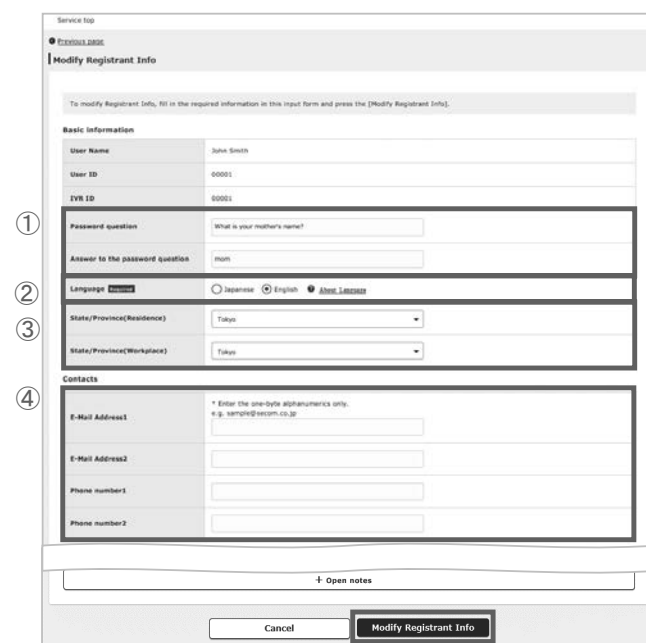 Service top
Previous page
Modify Registrant Info
To modify Registrant Info, fill in the required information in this input form and press the [Modify Registrant Info].
Basic information
User Name John Smith
User ID 00001
IVR ID 00001
①
Password question What is your mother's name?
Answer to the password question mom
②
Language Required Japanese English ? About Language
③
State/Province(Residence) Tokyo
State/Province(Workplace) Tokyo
Contacts
④
* Enter the one-byte alphanumerics only.
E-Mail Address1 e.g. sample@secom.co.jp
E-Mail Address2
Phone number1
Phone number2
+ Open notes
Cancel Modify Registrant Info